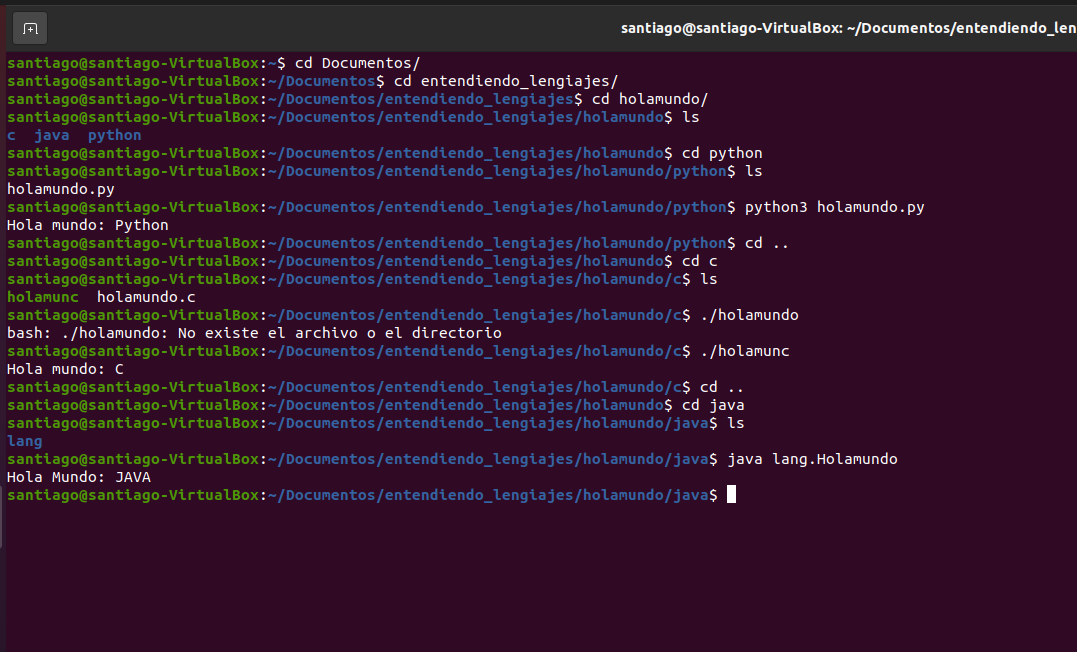 santiago@santiago-VirtualBox: ~/Documentos/entendiendo_len
santiago@santiago-VirtualBox:~$ cd Documentos/
santiago@santiago-VirtualBox:~/Documentos$ cd entendiendo_lengiajes/
santiago@santiago-VirtualBox:~/Documentos/entendiendo_lengiajes$ cd holamundo/
santiago@santiago-VirtualBox:~/Documentos/entendiendo_lengiajes/holamundo$ ls
c  java  python
santiago@santiago-VirtualBox:~/Documentos/entendiendo_lengiajes/holamundo$ cd python
santiago@santiago-VirtualBox:~/Documentos/entendiendo_lengiajes/holamundo/python$ ls
holamundo.py
santiago@santiago-VirtualBox:~/Documentos/entendiendo_lengiajes/holamundo/python$ python3 holamundo.py
Hola mundo: Python
santiago@santiago-VirtualBox:~/Documentos/entendiendo_lengiajes/holamundo/python$ cd ..
santiago@santiago-VirtualBox:~/Documentos/entendiendo_lengiajes/holamundo$ cd c
santiago@santiago-VirtualBox:~/Documentos/entendiendo_lengiajes/holamundo/c$ ls
holamunc  holamundo.c
santiago@santiago-VirtualBox:~/Documentos/entendiendo_lengiajes/holamundo/c$ ./holamundo
bash: ./holamundo: No existe el archivo o el directorio
santiago@santiago-VirtualBox:~/Documentos/entendiendo_lengiajes/holamundo/c$ ./holamunc
Hola mundo: C
santiago@santiago-VirtualBox:~/Documentos/entendiendo_lengiajes/holamundo/c$ cd ..
santiago@santiago-VirtualBox:~/Documentos/entendiendo_lengiajes/holamundo$ cd java
santiago@santiago-VirtualBox:~/Documentos/entendiendo_lengiajes/holamundo/java$ ls
lang
santiago@santiago-VirtualBox:~/Documentos/entendiendo_lengiajes/holamundo/java$ java lang.Holamundo
Hola Mundo: JAVA
santiago@santiago-VirtualBox:~/Documentos/entendiendo_lengiajes/holamundo/java$